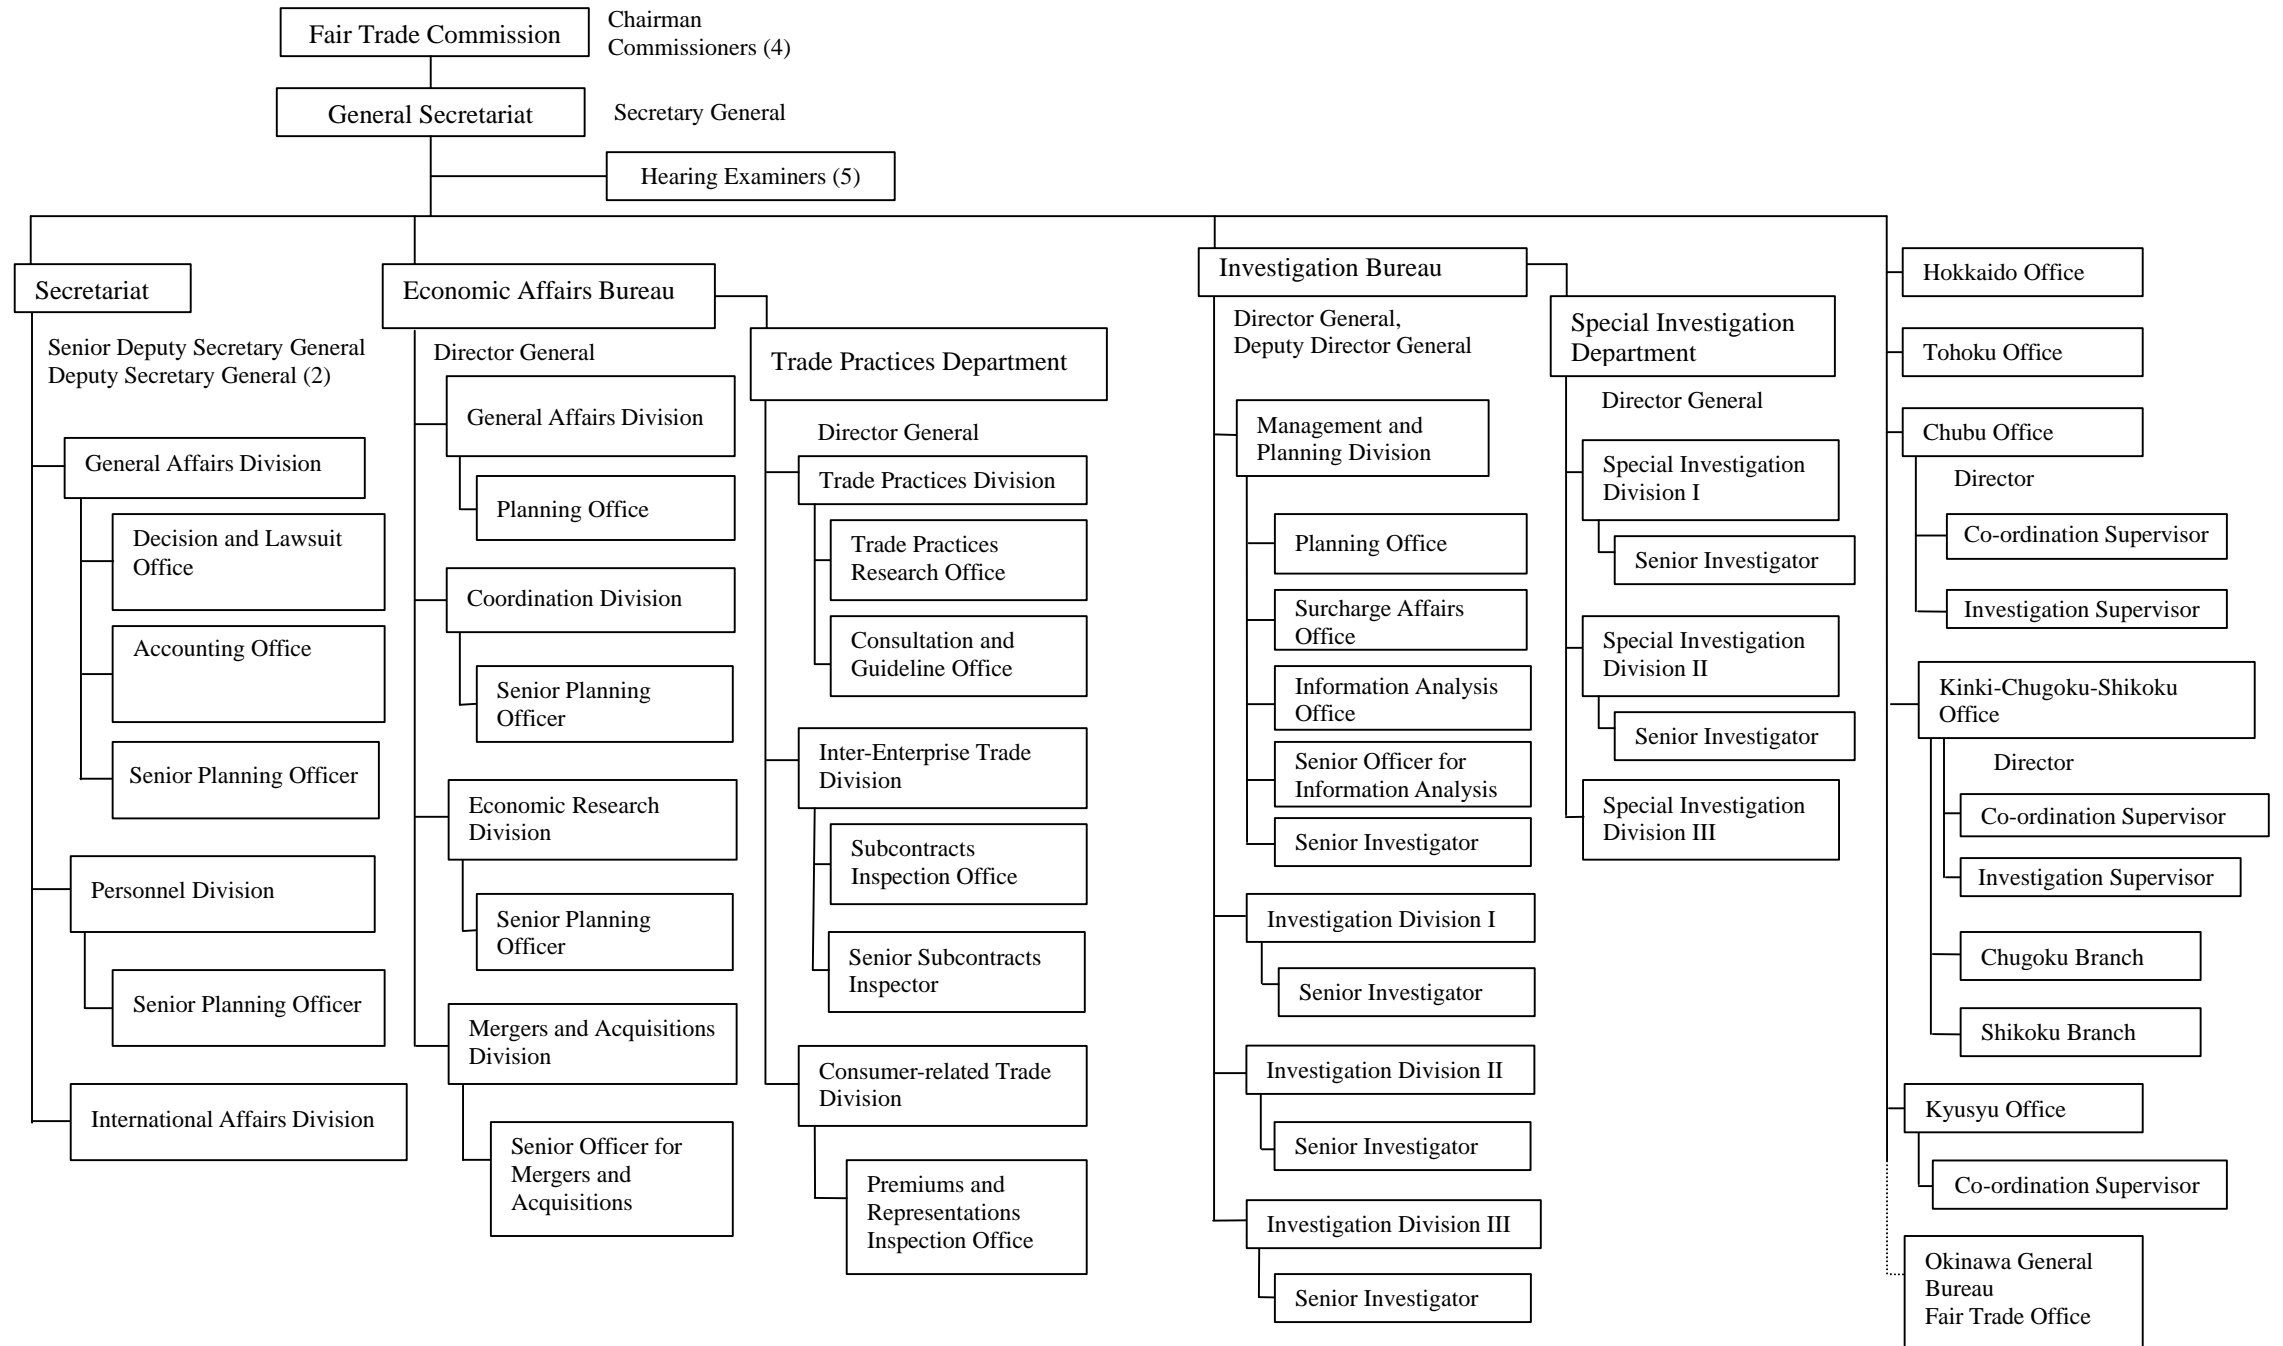 Fair Trade Commission
Chairman
Commissioners (4)
General Secretariat
Secretary General
Hearing Examiners (5)
Secretariat
Senior Deputy Secretary General
Deputy Secretary General (2)
General Affairs Division
Decision and Lawsuit
Office
Accounting Office
Senior Planning Officer
Personnel Division
Senior Planning Officer
International Affairs Division
Economic Affairs Bureau
Director General
General Affairs Division
Planning Office
Coordination Division
Senior Planning
Officer
Economic Research
Division
Senior Planning
Officer
Mergers and Acquisitions
Division
Senior Officer for
Mergers and
Acquisitions
Trade Practices Department
Director General
Trade Practices Division
Trade Practices
Research Office
Consultation and
Guideline Office
Inter-Enterprise Trade
Division
Subcontracts
Inspection Office
Senior Subcontracts
Inspector
Consumer-related Trade
Division
Premiums and
Representations
Inspection Office
Investigation Bureau
Director General,
Deputy Director General
Management and
Planning Division
Planning Office
Surcharge Affairs
Office
Information Analysis
Office
Senior Officer for
Information Analysis
Senior Investigator
Investigation Division I
Senior Investigator
Investigation Division II
Senior Investigator
Investigation Division III
Senior Investigator
Special Investigation
Department
Director General
Special Investigation
Division I
Senior Investigator
Special Investigation
Division II
Senior Investigator
Special Investigation
Division III
Hokkaido Office
Tohoku Office
Chubu Office
Director
Co-ordination Supervisor
Investigation Supervisor
Kinki-Chugoku-Shikoku
Office
Director
Co-ordination Supervisor
Investigation Supervisor
Chugoku Branch
Shikoku Branch
Kyusyu Office
Co-ordination Supervisor
Okinawa General
Bureau
Fair Trade Office